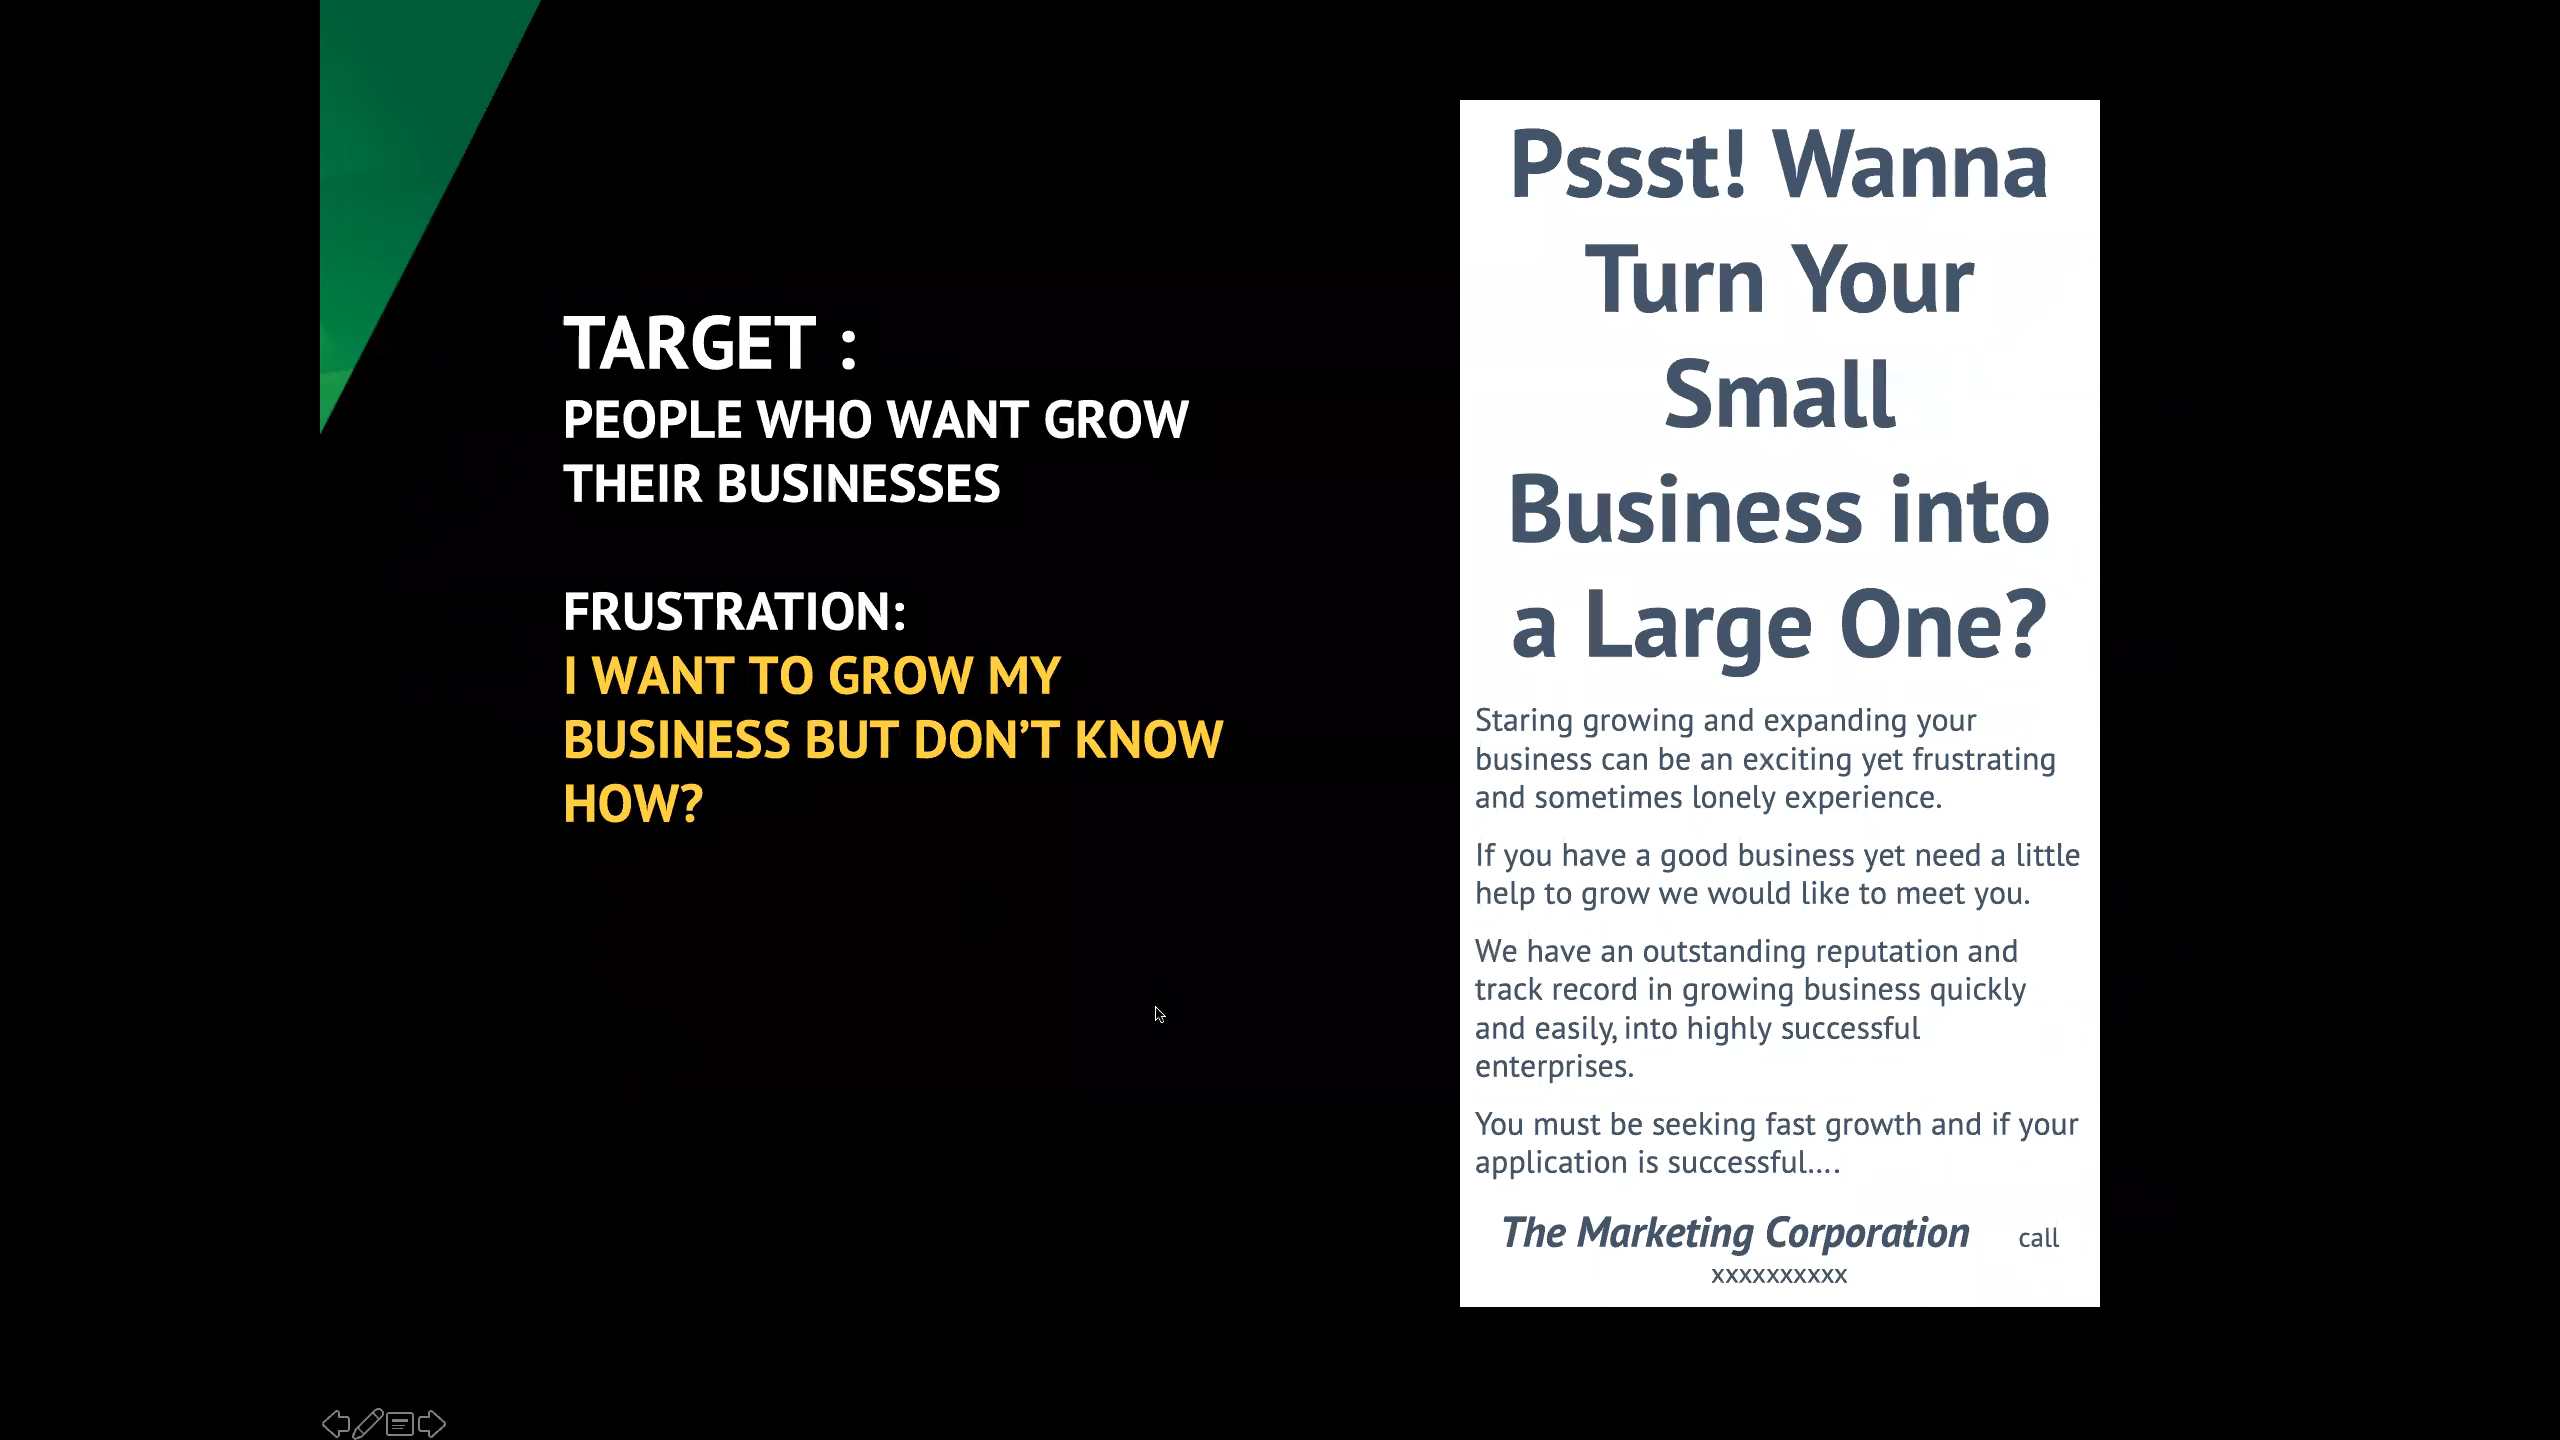 TARGET :
PEOPLE WHO WANT GROW
THEIR BUSINESSES
FRUSTRATION:
I WANT TO GROW MY
BUSINESS BUT DON’T KNOW
HOW?
Pssst! Wanna
Turn Your
Small
Business into
a Large One?
Staring growing and expanding your
business can be an exciting yet frustrating
and sometimes lonely experience.
If you have a good business yet need a little
help to grow we would like to meet you.
We have an outstanding reputation and
track record in growing business quickly
and easily, into highly successful
enterprises.
You must be seeking fast growth and if your
application is successful....
The Marketing Corporation call
xxxxxxxxxx